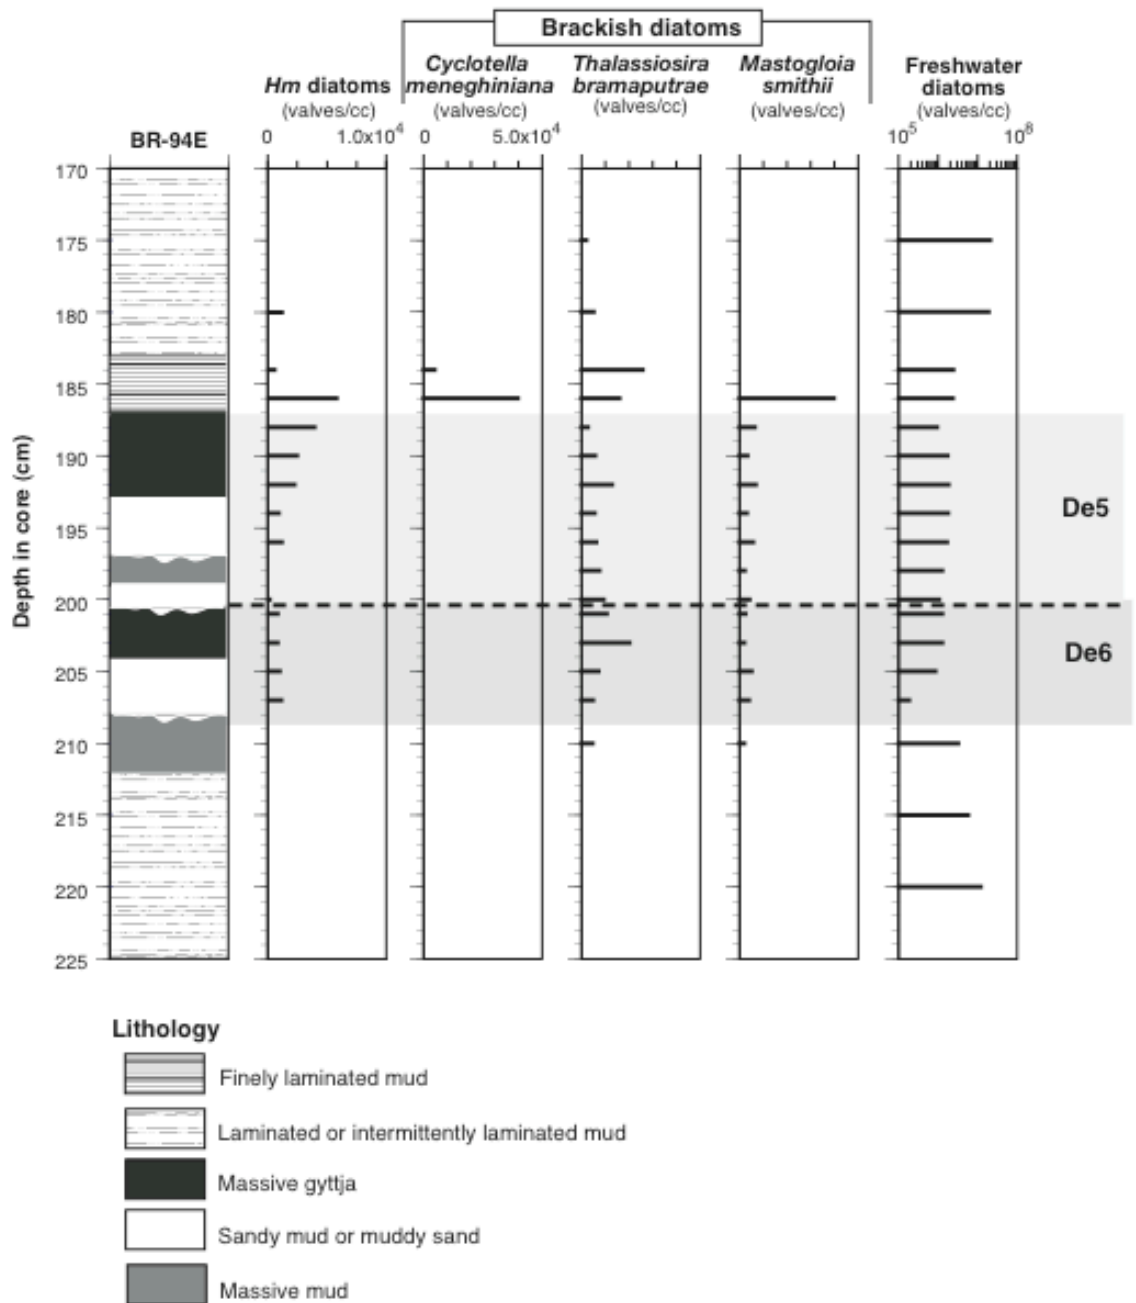 Brackish diatoms
Hm diatoms
(valves/cc)
0 1.0x10⁴
Cyclotella
meneghiniana
(valves/cc)
0 5.0x10⁴
Thalassiosira
bramaputrae
(valves/cc)
Mastogloia
smithii
(valves/cc)
Freshwater
diatoms
(valves/cc)
10⁵ 10⁸
BR-94E
Depth in core (cm)
170
175
180
185
190
195
200
205
210
215
220
225
De5
De6
Lithology
Finely laminated mud
Laminated or intermittently laminated mud
Massive gyttja
Sandy mud or muddy sand
Massive mud